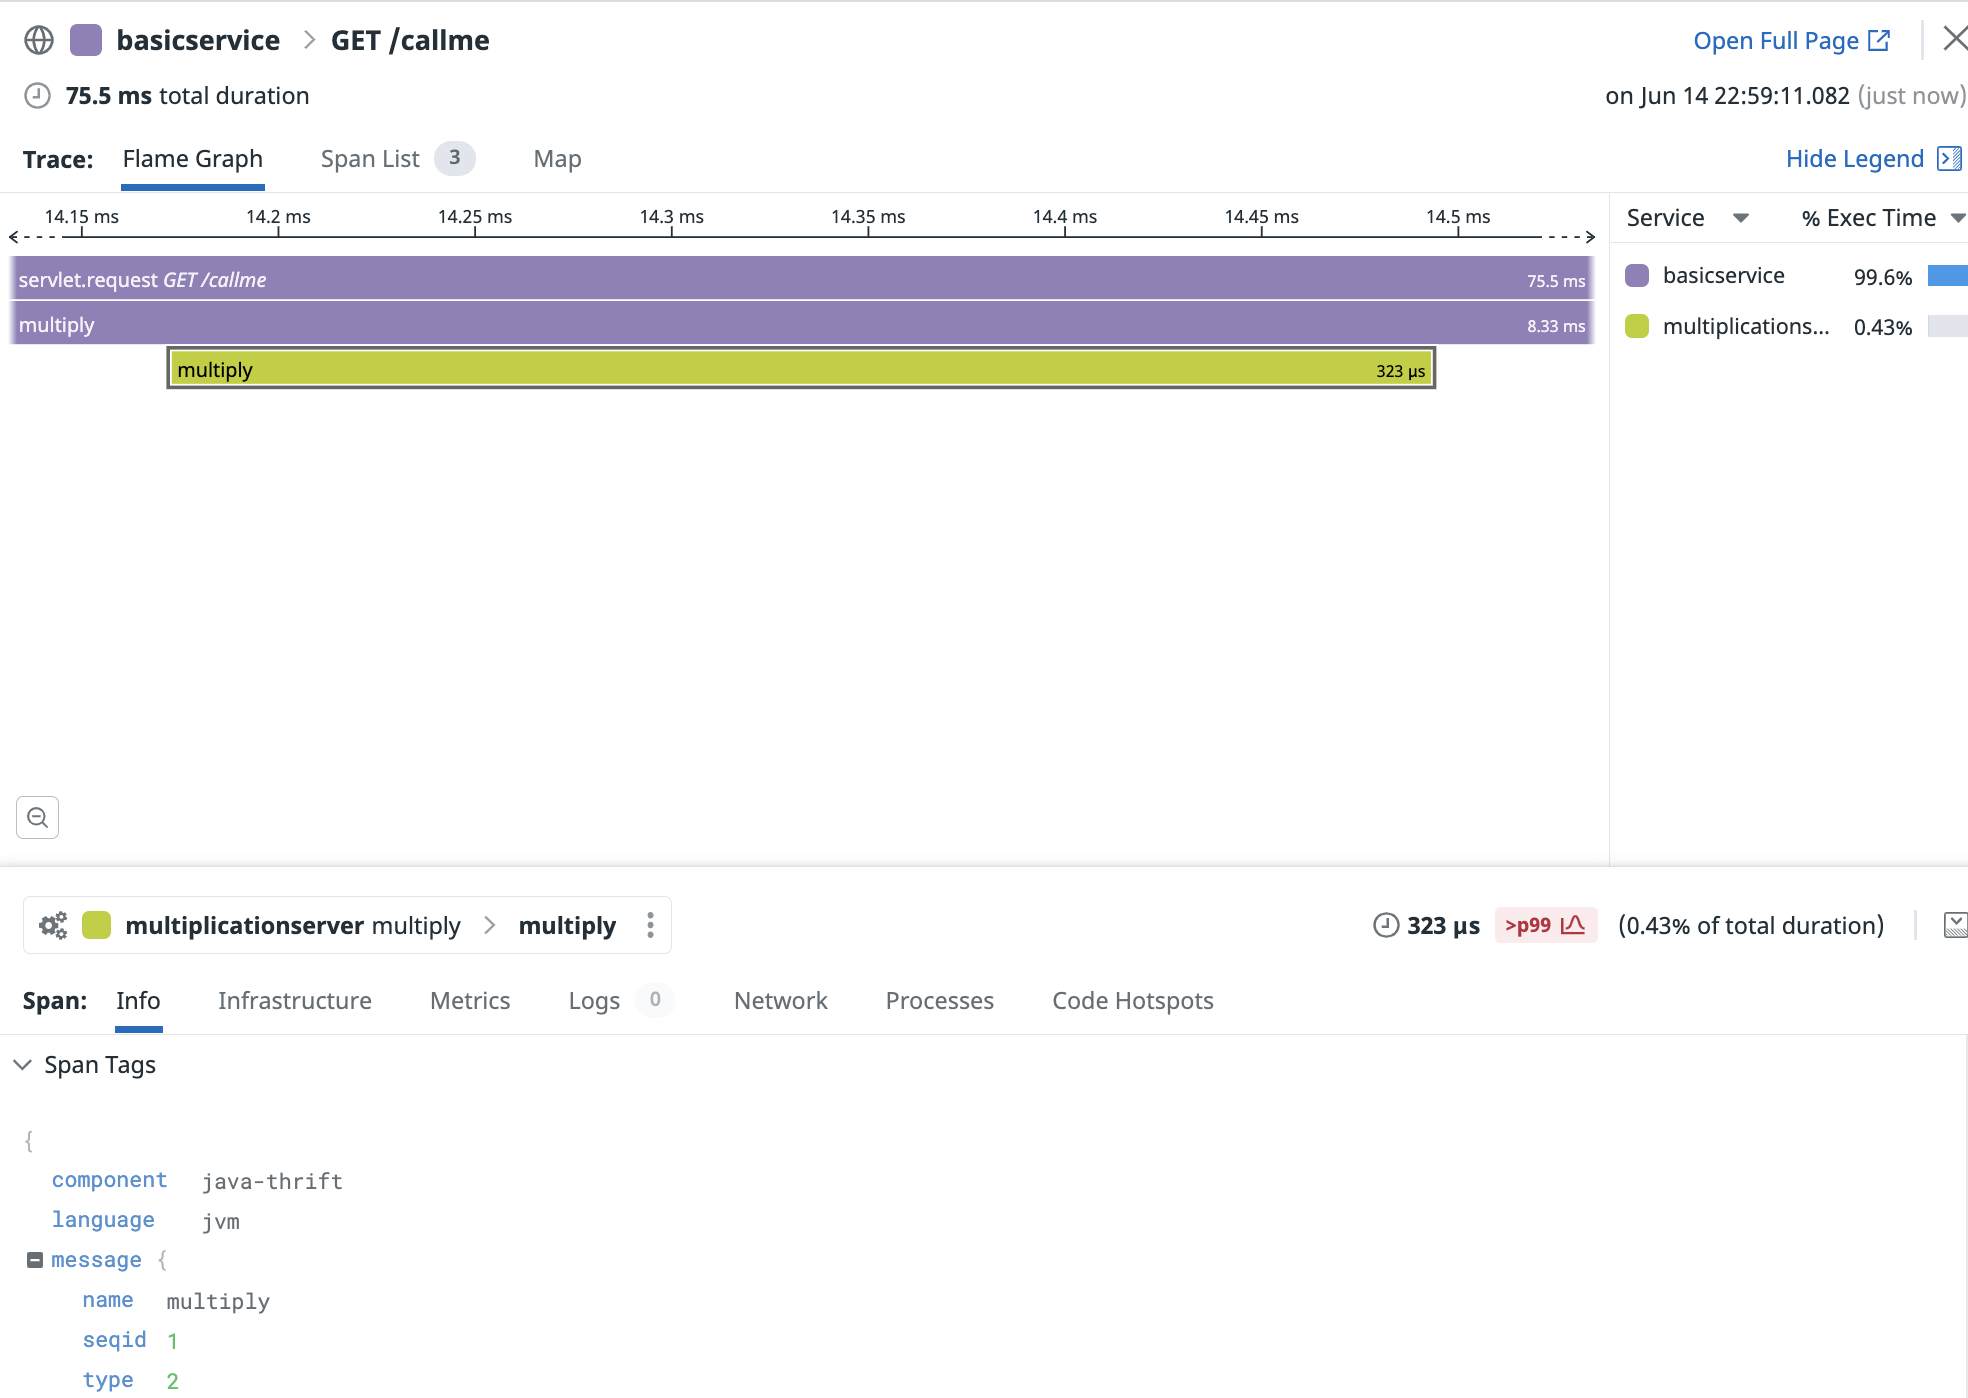 basicservice > GET /callme
Open Full Page
75.5 ms total duration
on Jun 14 22:59:11.082 (just now)
Trace: Flame Graph Span List 3 Map
Hide Legend
14.15 ms 14.2 ms 14.25 ms 14.3 ms 14.35 ms 14.4 ms 14.45 ms 14.5 ms
Service % Exec Time
servlet.request GET /callme 75.5 ms
basicservice 99.6%
multiply 8.33 ms
multiplications... 0.43%
multiply 323 μs
multiplicationserver multiply > multiply
323 μs >p99 (0.43% of total duration)
Span: Info Infrastructure Metrics Logs 0 Network Processes Code Hotspots
Span Tags
{
component java-thrift
language jvm
message {
name multiply
seqid 1
type 2